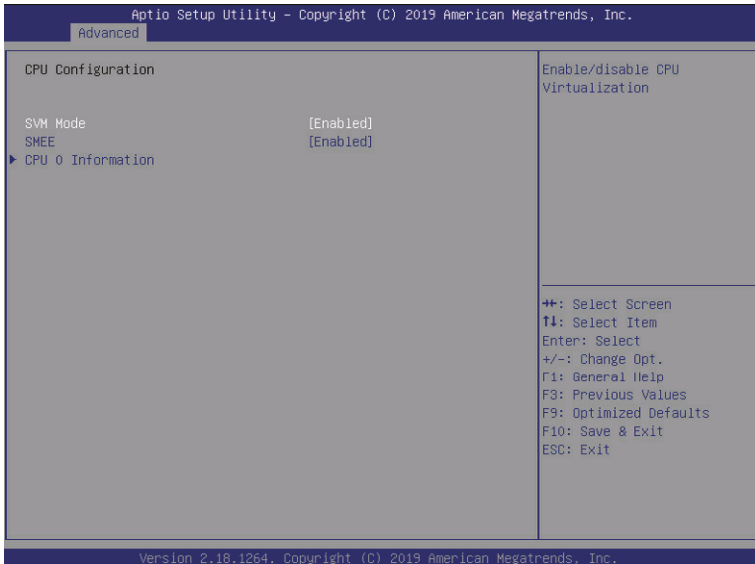 Aptio Setup Utility – Copyright (C) 2019 American Megatrends, Inc.
Advanced
CPU Configuration
SVM Mode [Enabled]
SMEE [Enabled]
CPU 0 Information
Enable/disable CPU
Virtualization
→←: Select Screen
↑↓: Select Item
Enter: Select
+/-: Change Opt.
F1: General Help
F3: Previous Values
F9: Optimized Defaults
F10: Save & Exit
ESC: Exit
Version 2.18.1264. Copyright (C) 2019 American Megatrends, Inc.